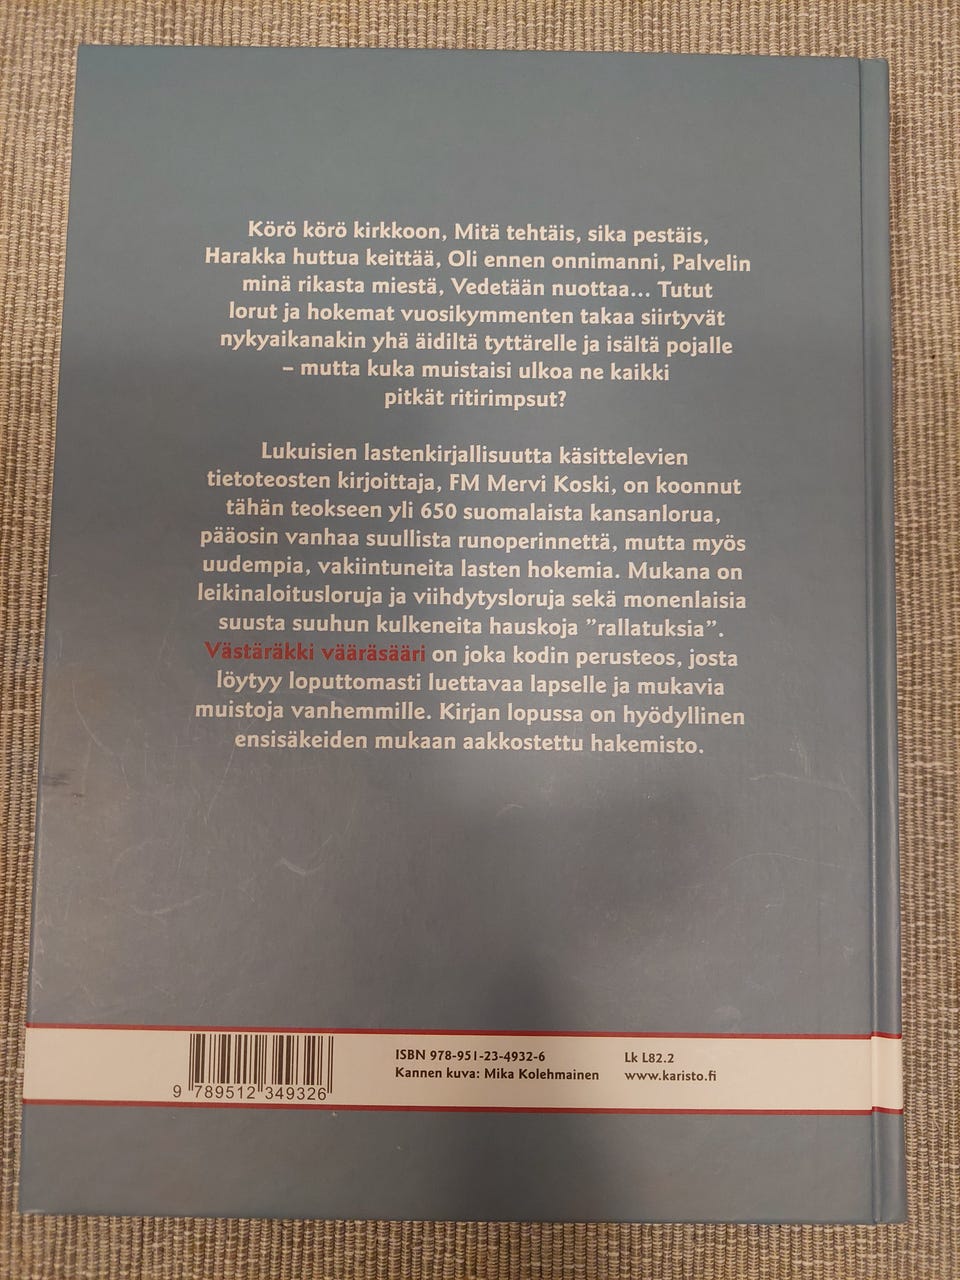 Körö körö kirkkoon, Mitä tehtäis, sika pestäis,
Harakka huttua keittää, Oli ennen onnimanni, Palvelin
minä rikasta miestä, Vedetään nuottaa... Tutut
lorut ja hokemat vuosikymmenten takaa siirtyvät
nykyaikanakin yhä äidiltä tyttärelle ja isältä pojalle
– mutta kuka muistaisi ulkoa ne kaikki
pitkät ritirimpsut?
Lukuisien lastenkirjallisuutta käsittelevien
tietoteosten kirjoittaja, FM Mervi Koski, on koonnut
tähän teokseen yli 650 suomalaista kansanlorua,
pääosin vanhaa suullista runoperinnettä, mutta myös
uudempia, vakiintuneita lasten hokemia. Mukana on
leikinaloitusloruja ja viihdytysloruja sekä monenlaisia
suusta suuhun kulkeneita hauskoja ”rallatuksia”.
Västäräkki vääräsääri on joka kodin perusteos, josta
löytyy loputtomasti luettavaa lapselle ja mukavia
muistoja vanhemmille. Kirjan lopussa on hyödyllinen
ensisäkeiden mukaan aakkostettu hakemisto.
9 789512 349326
ISBN 978-951-23-4932-6
Kannen kuva: Mika Kolehmainen
Lk L82.2
www.karisto.fi